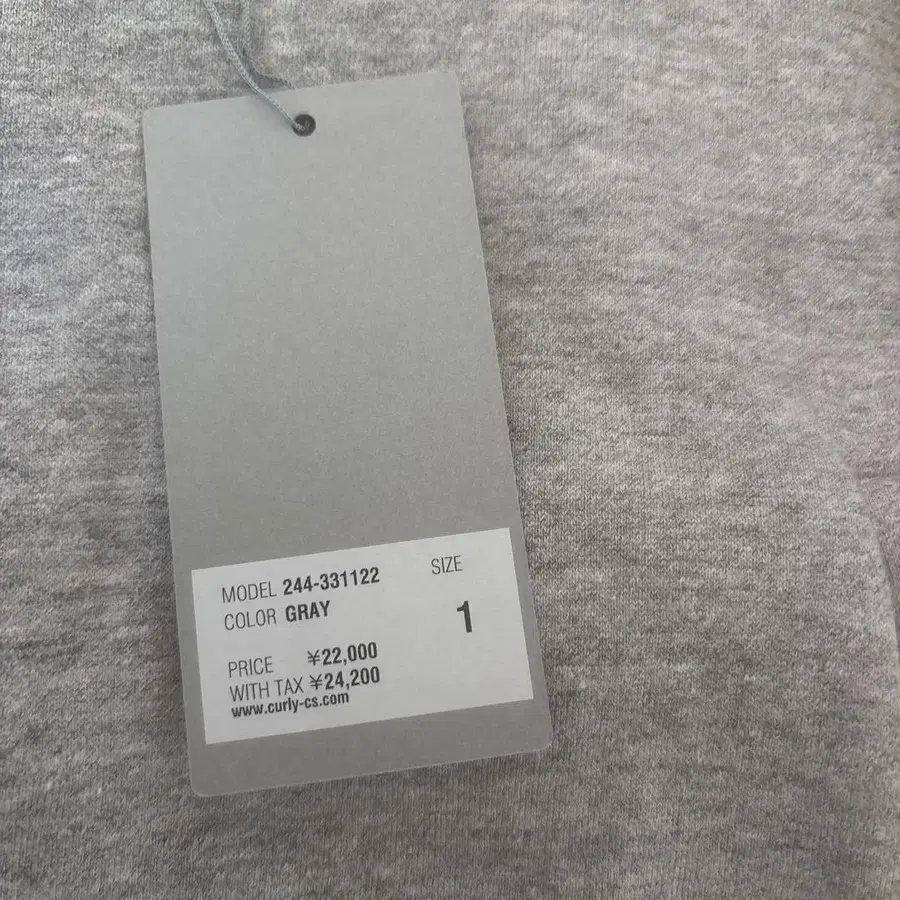 MODEL 244-331122 SIZE
COLOR GRAY 1
PRICE ¥22,000
WITH TAX ¥24,200
www.curly-cs.com